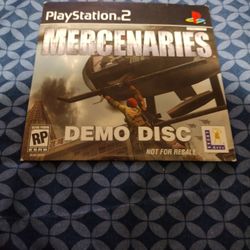 PlayStation 2
MERCENARIES
DEMO DISC
NOT FOR RESALE
RP